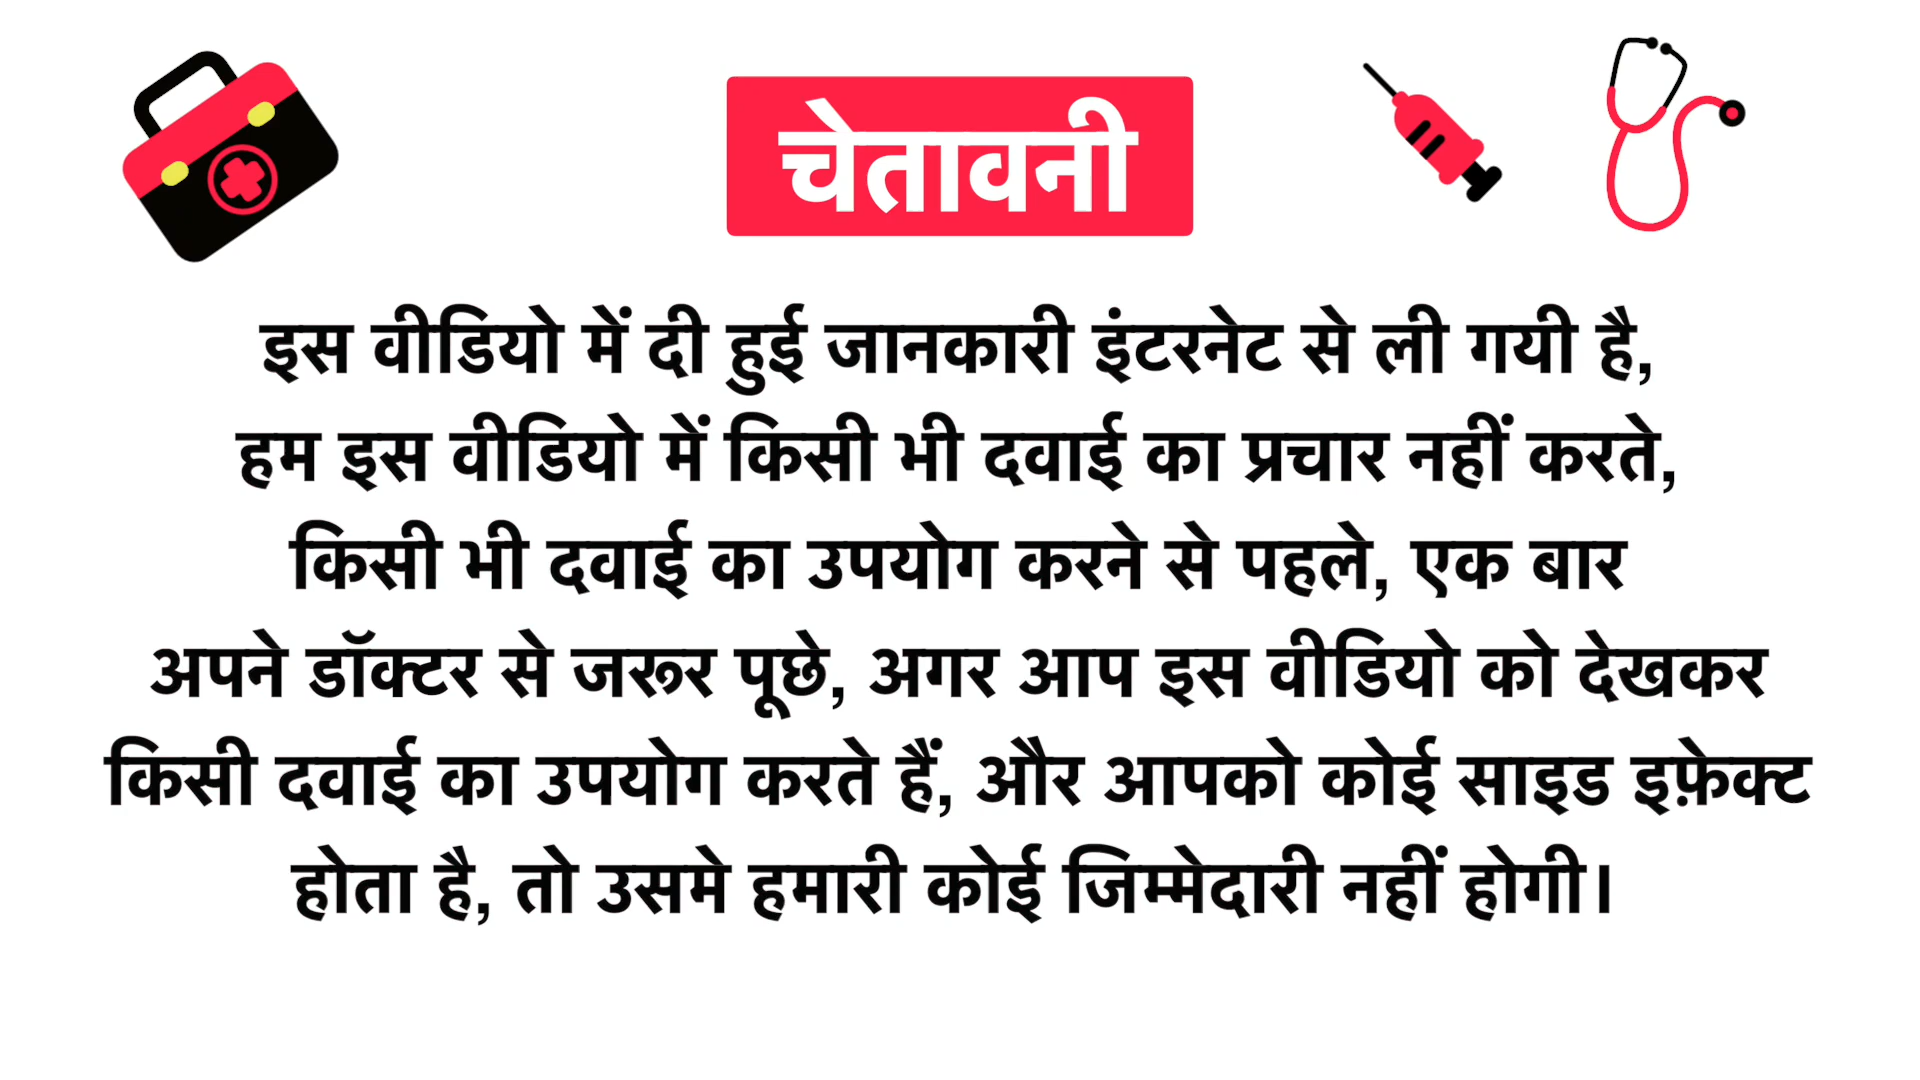 चेतावनी
इस वीडियो में दी हुई जानकारी इंटरनेट से ली गयी है,
हम इस वीडियो में किसी भी दवाई का प्रचार नहीं करते,
किसी भी दवाई का उपयोग करने से पहले, एक बार
अपने डॉक्टर से जरूर पूछे, अगर आप इस वीडियो को देखकर
किसी दवाई का उपयोग करते हैं, और आपको कोई साइड इफ़ेक्ट
होता है, तो उसमे हमारी कोई जिम्मेदारी नहीं होगी।